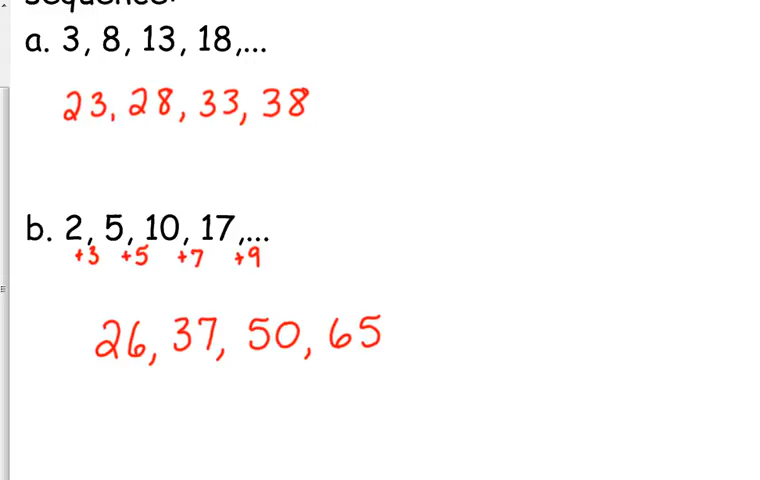 sequence.
a. 3, 8, 13, 18,...
23, 28, 33, 38
b. 2, 5, 10, 17,...
+3 +5 +7 +9
26, 37, 50, 65